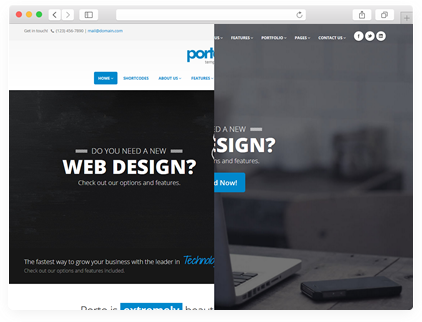 Get in touch! (123) 456-7890 | mail@domain.com
porto
HOME SHORTCODES ABOUT US FEATURES
DO YOU NEED A NEW
WEB DESIGN?
Check out our options and features.
The fastest way to grow your business with the leader in Technolo
Check out our options and features included.
Porto is extremely beau
US FEATURES PORTFOLIO PAGES CONTACT US
D A NEW
SIGN?
s and features.
d Now!